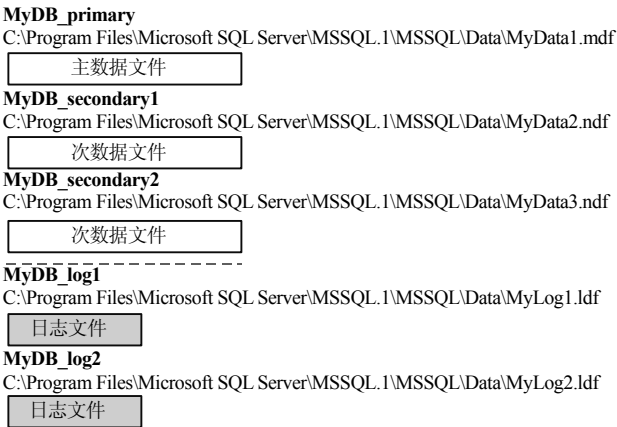 MyDB_primary
C:\Program Files\Microsoft SQL Server\MSSQL.1\MSSQL\Data\MyData1.mdf
主数据文件
MyDB_secondary1
C:\Program Files\Microsoft SQL Server\MSSQL.1\MSSQL\Data\MyData2.ndf
次数据文件
MyDB_secondary2
C:\Program Files\Microsoft SQL Server\MSSQL.1\MSSQL\Data\MyData3.ndf
次数据文件
MyDB_log1
C:\Program Files\Microsoft SQL Server\MSSQL.1\MSSQL\Data\MyLog1.ldf
日志文件
MyDB_log2
C:\Program Files\Microsoft SQL Server\MSSQL.1\MSSQL\Data\MyLog2.ldf
日志文件